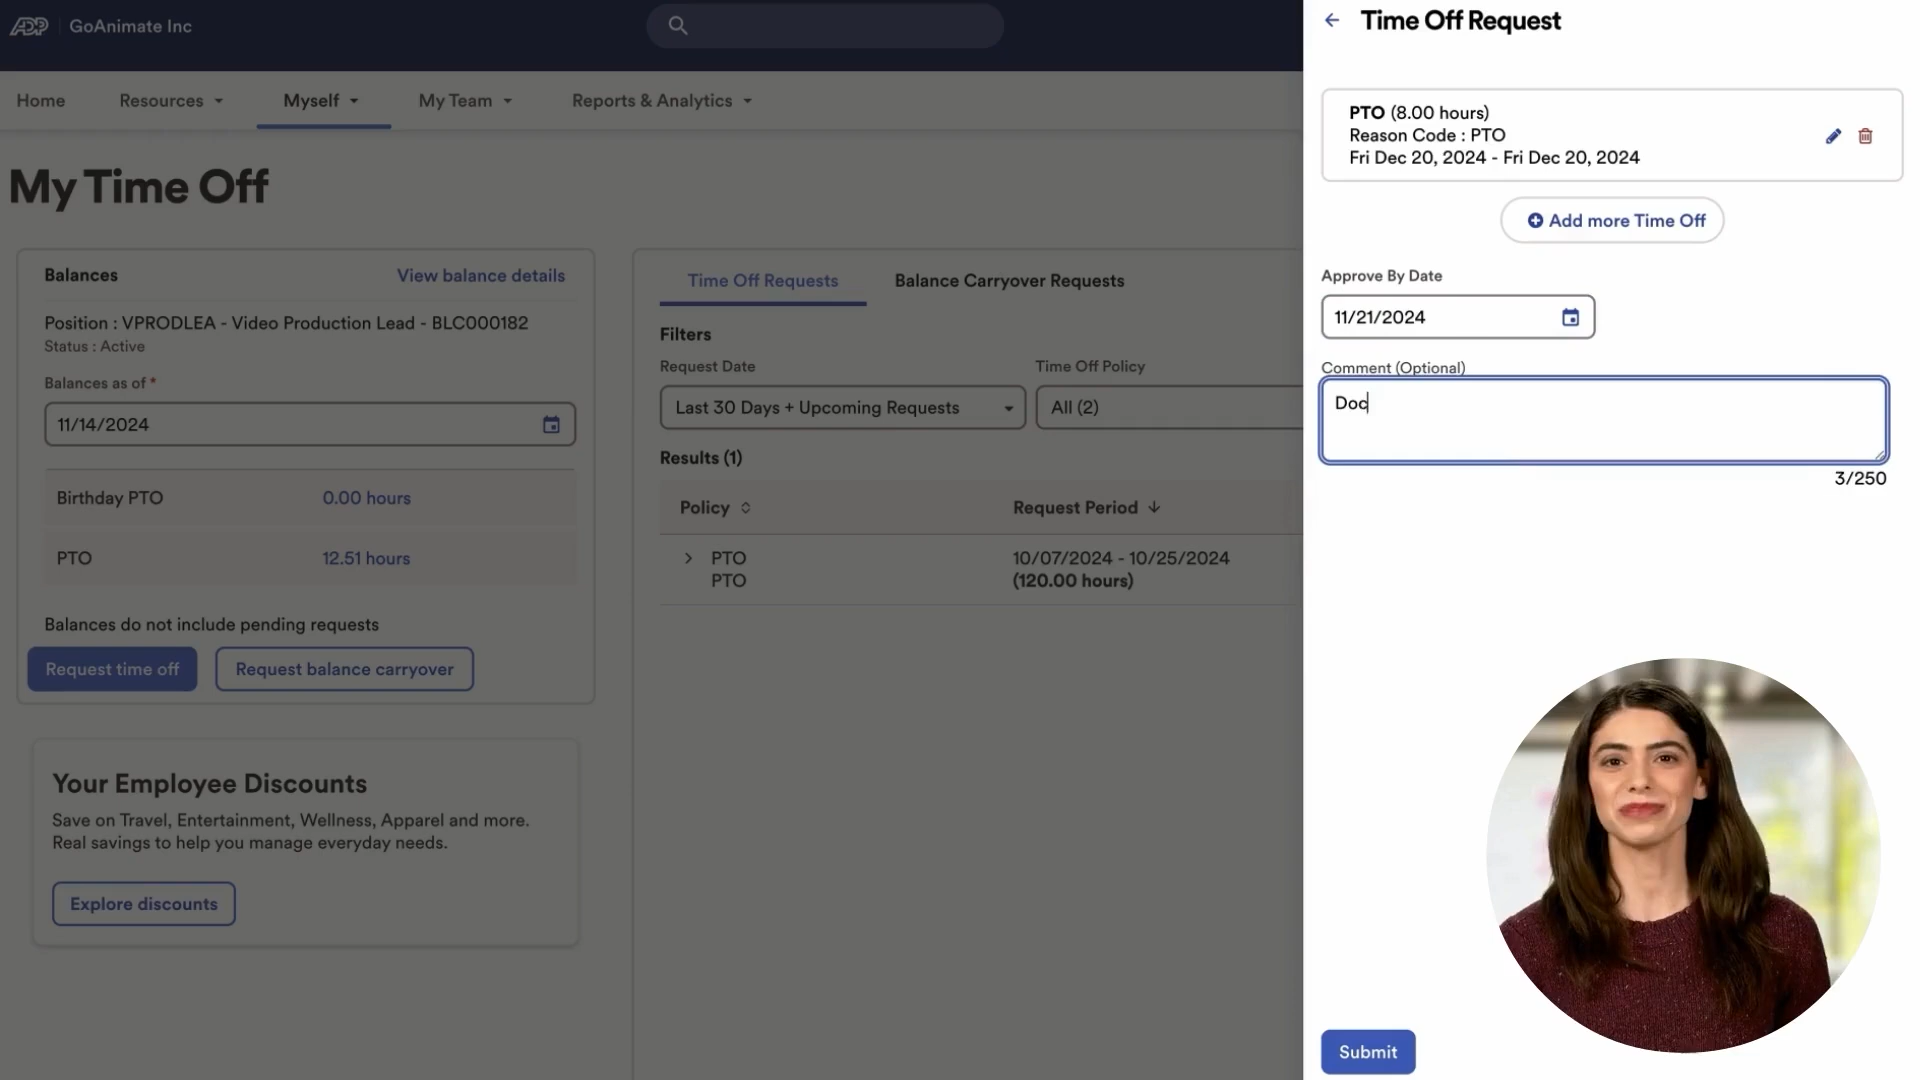 ADP GoAnimate Inc
Home Resources Myself My Team Reports & Analytics
My Time Off
Balances View balance details
Position : VPRODLEA - Video Production Lead - BLC000182
Status : Active
Balances as of *
11/14/2024
Birthday PTO 0.00 hours
PTO 12.51 hours
Balances do not include pending requests
Request time off Request balance carryover
Your Employee Discounts
Save on Travel, Entertainment, Wellness, Apparel and more.
Real savings to help you manage everyday needs.
Explore discounts
Time Off Requests Balance Carryover Requests
Filters
Request Date Time Off Policy
Last 30 Days + Upcoming Requests All (2)
Results (1)
Policy Request Period
PTO 10/07/2024 - 10/25/2024
PTO (120.00 hours)
Time Off Request
PTO (8.00 hours)
Reason Code : PTO
Fri Dec 20, 2024 - Fri Dec 20, 2024
Add more Time Off
Approve By Date
11/21/2024
Comment (Optional)
Doc
3/250
Submit